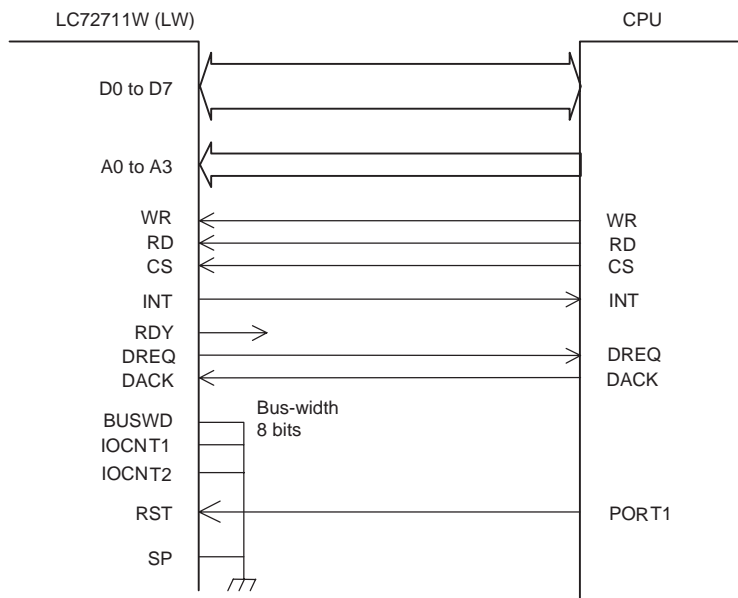 LC72711W (LW) CPU
D0 to D7
A0 to A3
WR WR
RD RD
CS CS
INT INT
RDY
DREQ DREQ
DACK DACK
BUSWD Bus-width
8 bits
IOCNT1
IOCNT2
RST PORT1
SP